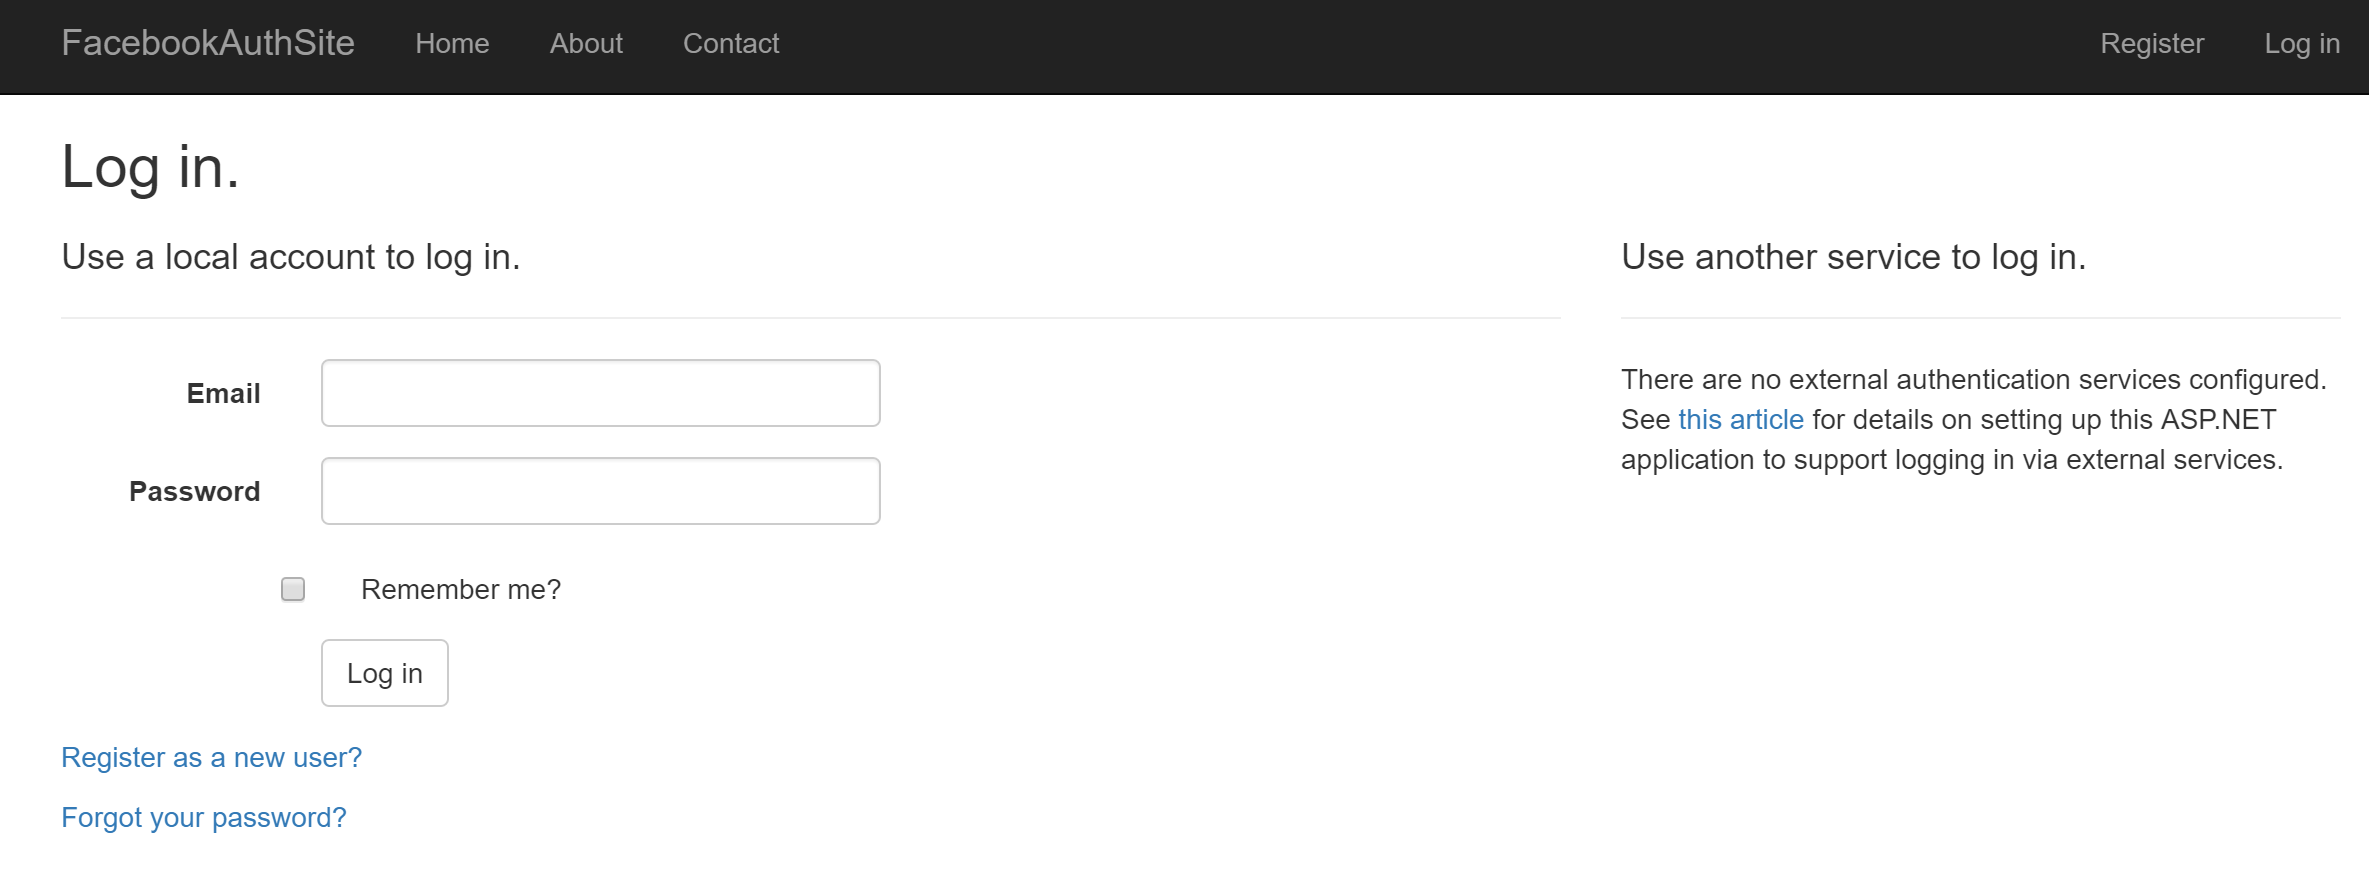 FacebookAuthSite Home About Contact Register Log in
Log in.
Use a local account to log in.
Email
Password
Remember me?
Log in
Register as a new user?
Forgot your password?
Use another service to log in.
There are no external authentication services configured.
See this article for details on setting up this ASP.NET
application to support logging in via external services.